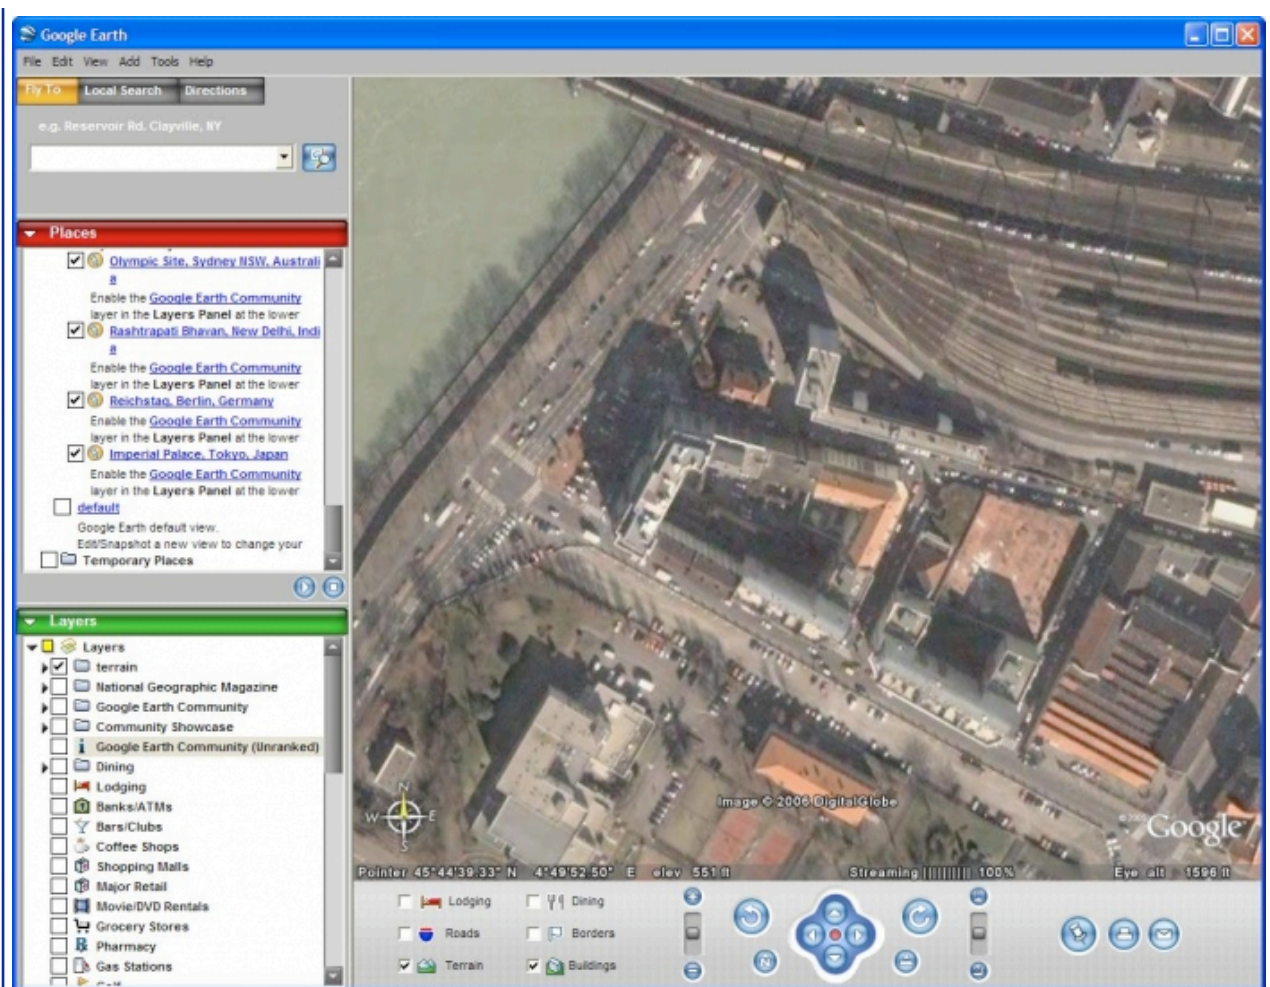 Google Earth
File Edit View Add Tools Help
Fly To Local Search Directions
e.g. Reservoir Rd. Clayville, NY
Places
Olympic Site, Sydney NSW, Australi
a
Enable the Google Earth Community
layer in the Layers Panel at the lower
Rashtrapati Bhavan, New Delhi, Indi
a
Enable the Google Earth Community
layer in the Layers Panel at the lower
Reichstag, Berlin, Germany
Enable the Google Earth Community
layer in the Layers Panel at the lower
Imperial Palace, Tokyo, Japan
Enable the Google Earth Community
layer in the Layers Panel at the lower
default
Google Earth default view.
Edit/Snapshot a new view to change your
Temporary Places
Layers
Layers
terrain
National Geographic Magazine
Google Earth Community
Community Showcase
Google Earth Community (Unranked)
Dining
Lodging
Banks/ATMs
Bars/Clubs
Coffee Shops
Shopping Malls
Major Retail
Movie/DVD Rentals
Grocery Stores
Pharmacy
Gas Stations
N
W E
S
Image © 2006 DigitalGlobe
©2005 Google
Pointer 45°44'39.33" N 4°49'52.50" E elev 551 ft Streaming |||||||||| 100% Eye alt 1596 ft
Lodging Dining
Roads Borders
Terrain Buildings
N